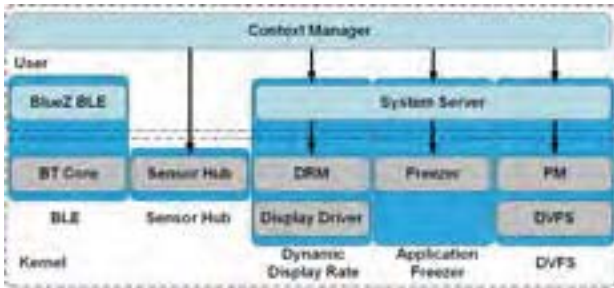 Context Manager
User
BlueZ BLE
System Server
BT Core
Sensor Hub
DRM
Freezer
PM
Display Driver
DVFS
BLE
Sensor Hub
Dynamic
Display Rate
Application
Freezer
DVFS
Kernel